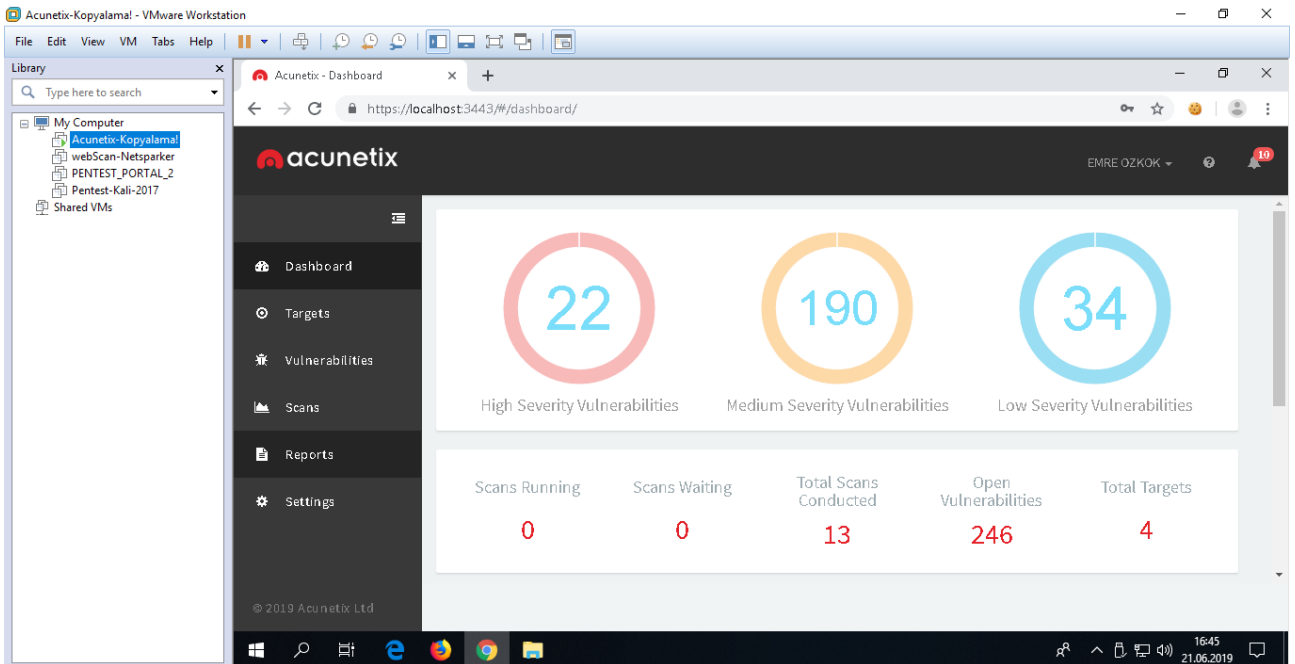 Acunetix-Kopyalama! - VMware Workstation
File Edit View VM Tabs Help
Library
Type here to search
My Computer
Acunetix-Kopyalama!
webScan-Netsparker
PENTEST_PORTAL_2
Pentest-Kali-2017
Shared VMs
Acunetix - Dashboard
https://localhost:3443/#/dashboard/
acunetix
EMRE OZKOK
10
Dashboard
Targets
Vulnerabilities
Scans
Reports
Settings
© 2019 Acunetix Ltd
22
190
34
High Severity Vulnerabilities
Medium Severity Vulnerabilities
Low Severity Vulnerabilities
Scans Running
Scans Waiting
Total Scans
Conducted
Open
Vulnerabilities
Total Targets
0
0
13
246
4
16:45
21.06.2019